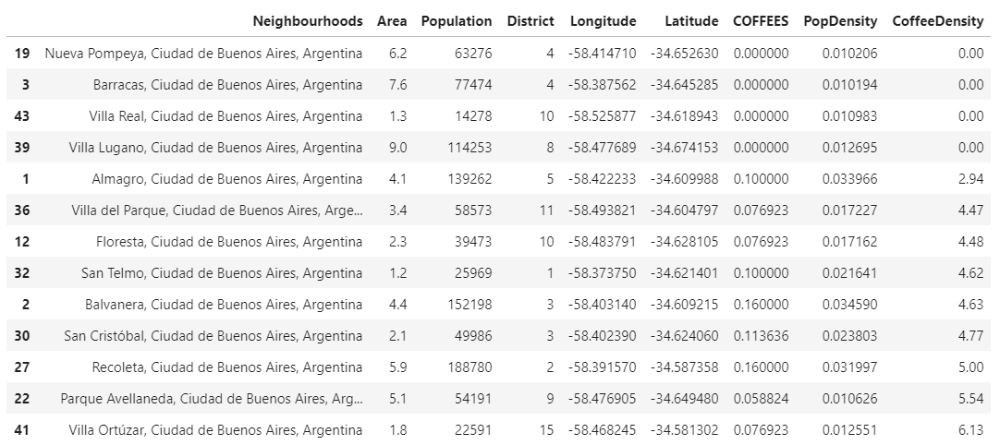 Neighbourhoods Area Population District Longitude Latitude COFFEES PopDensity CoffeeDensity
19 Nueva Pompeya, Ciudad de Buenos Aires, Argentina 6.2 63276 4 -58.414710 -34.652630 0.000000 0.010206 0.00
3 Barracas, Ciudad de Buenos Aires, Argentina 7.6 77474 4 -58.387562 -34.645285 0.000000 0.010194 0.00
43 Villa Real, Ciudad de Buenos Aires, Argentina 1.3 14278 10 -58.525877 -34.618943 0.000000 0.010983 0.00
39 Villa Lugano, Ciudad de Buenos Aires, Argentina 9.0 114253 8 -58.477689 -34.674153 0.000000 0.012695 0.00
1 Almagro, Ciudad de Buenos Aires, Argentina 4.1 139262 5 -58.422233 -34.609988 0.100000 0.033966 2.94
36 Villa del Parque, Ciudad de Buenos Aires, Arge... 3.4 58573 11 -58.493821 -34.604797 0.076923 0.017227 4.47
12 Floresta, Ciudad de Buenos Aires, Argentina 2.3 39473 10 -58.483791 -34.628105 0.076923 0.017162 4.48
32 San Telmo, Ciudad de Buenos Aires, Argentina 1.2 25969 1 -58.373750 -34.621401 0.100000 0.021641 4.62
2 Balvanera, Ciudad de Buenos Aires, Argentina 4.4 152198 3 -58.403140 -34.609215 0.160000 0.034590 4.63
30 San Cristóbal, Ciudad de Buenos Aires, Argentina 2.1 49986 3 -58.402390 -34.624060 0.113636 0.023803 4.77
27 Recoleta, Ciudad de Buenos Aires, Argentina 5.9 188780 2 -58.391570 -34.587358 0.160000 0.031997 5.00
22 Parque Avellaneda, Ciudad de Buenos Aires, Arg... 5.1 54191 9 -58.476905 -34.649480 0.058824 0.010626 5.54
41 Villa Ortúzar, Ciudad de Buenos Aires, Argentina 1.8 22591 15 -58.468245 -34.581302 0.076923 0.012551 6.13